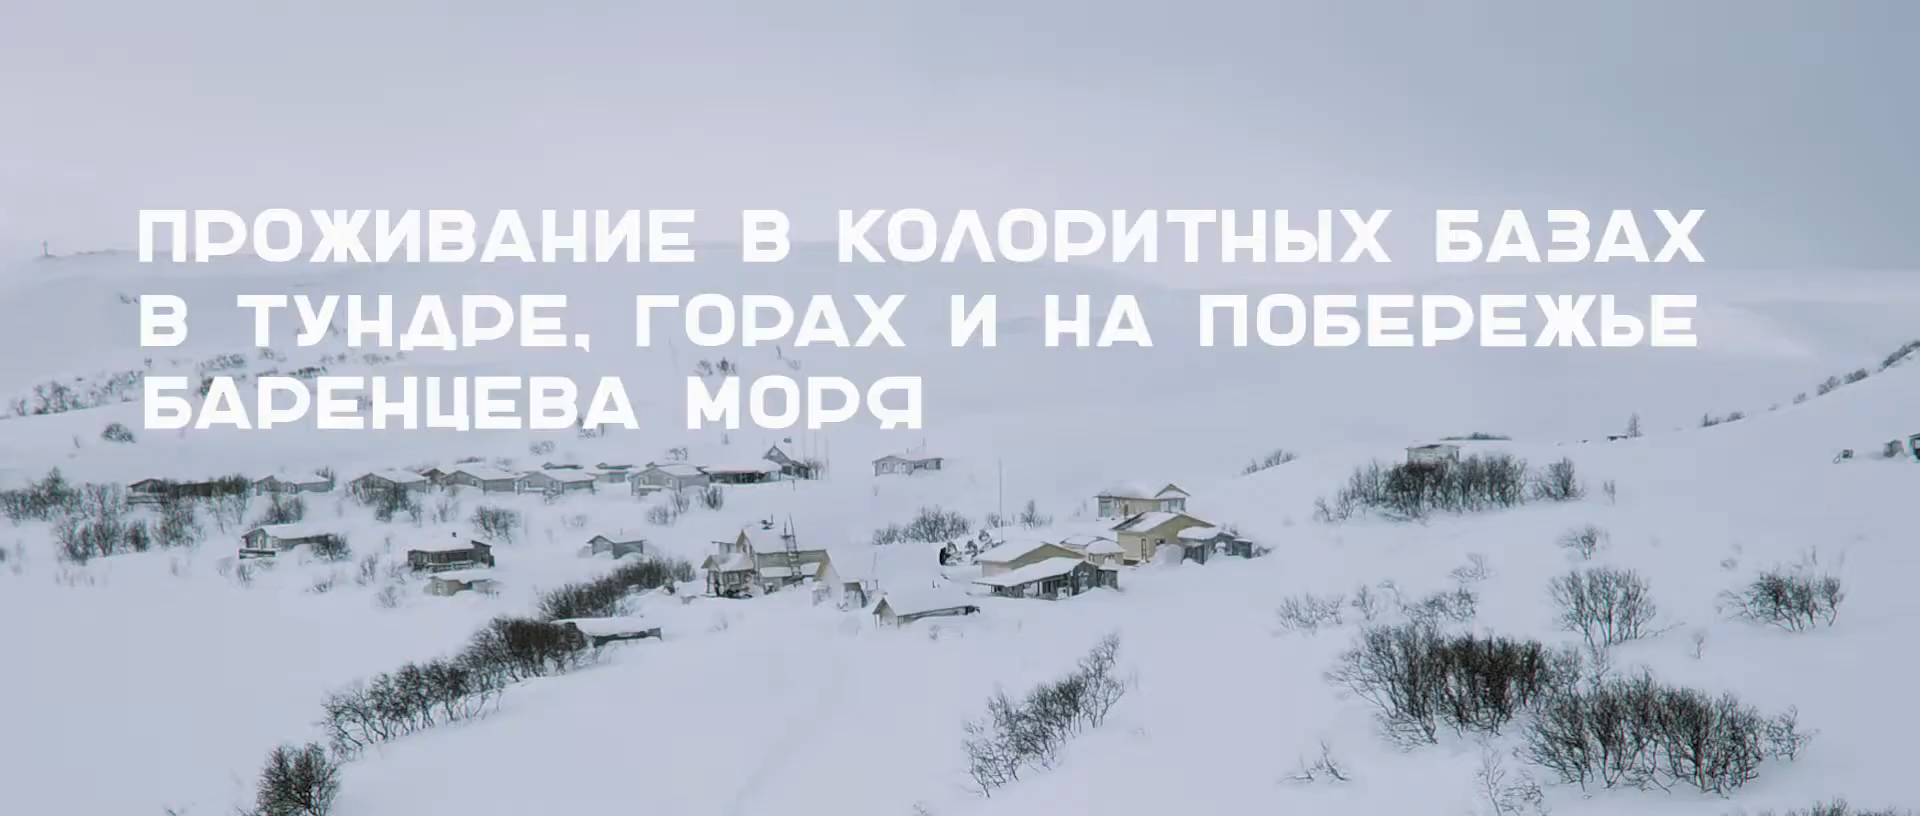 ПРОЖИВАНИЕ В КОЛОРИТНЫХ БАЗАХ
В ТУНДРЕ, ГОРАХ И НА ПОБЕРЕЖЬЕ
БАРЕНЦЕВА МОРЯ